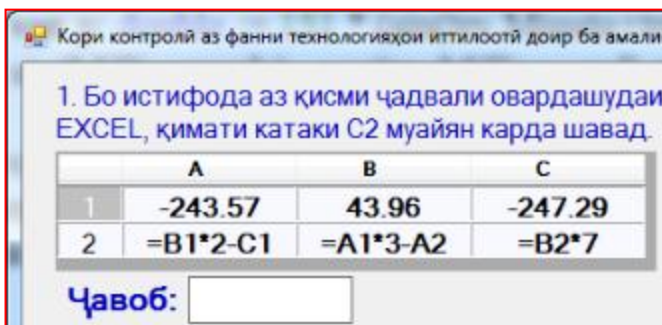 Кори контролӣ аз фанни технологияҳои иттилоотӣ доир ба амали
1. Бо истифода аз қисми ҷадвали овардашудаи
EXCEL, қимати катаки C2 муайян карда шавад.
A B C
1 -243.57 43.96 -247.29
2 =B1*2-C1 =A1*3-A2 =B2*7
Ҷавоб: